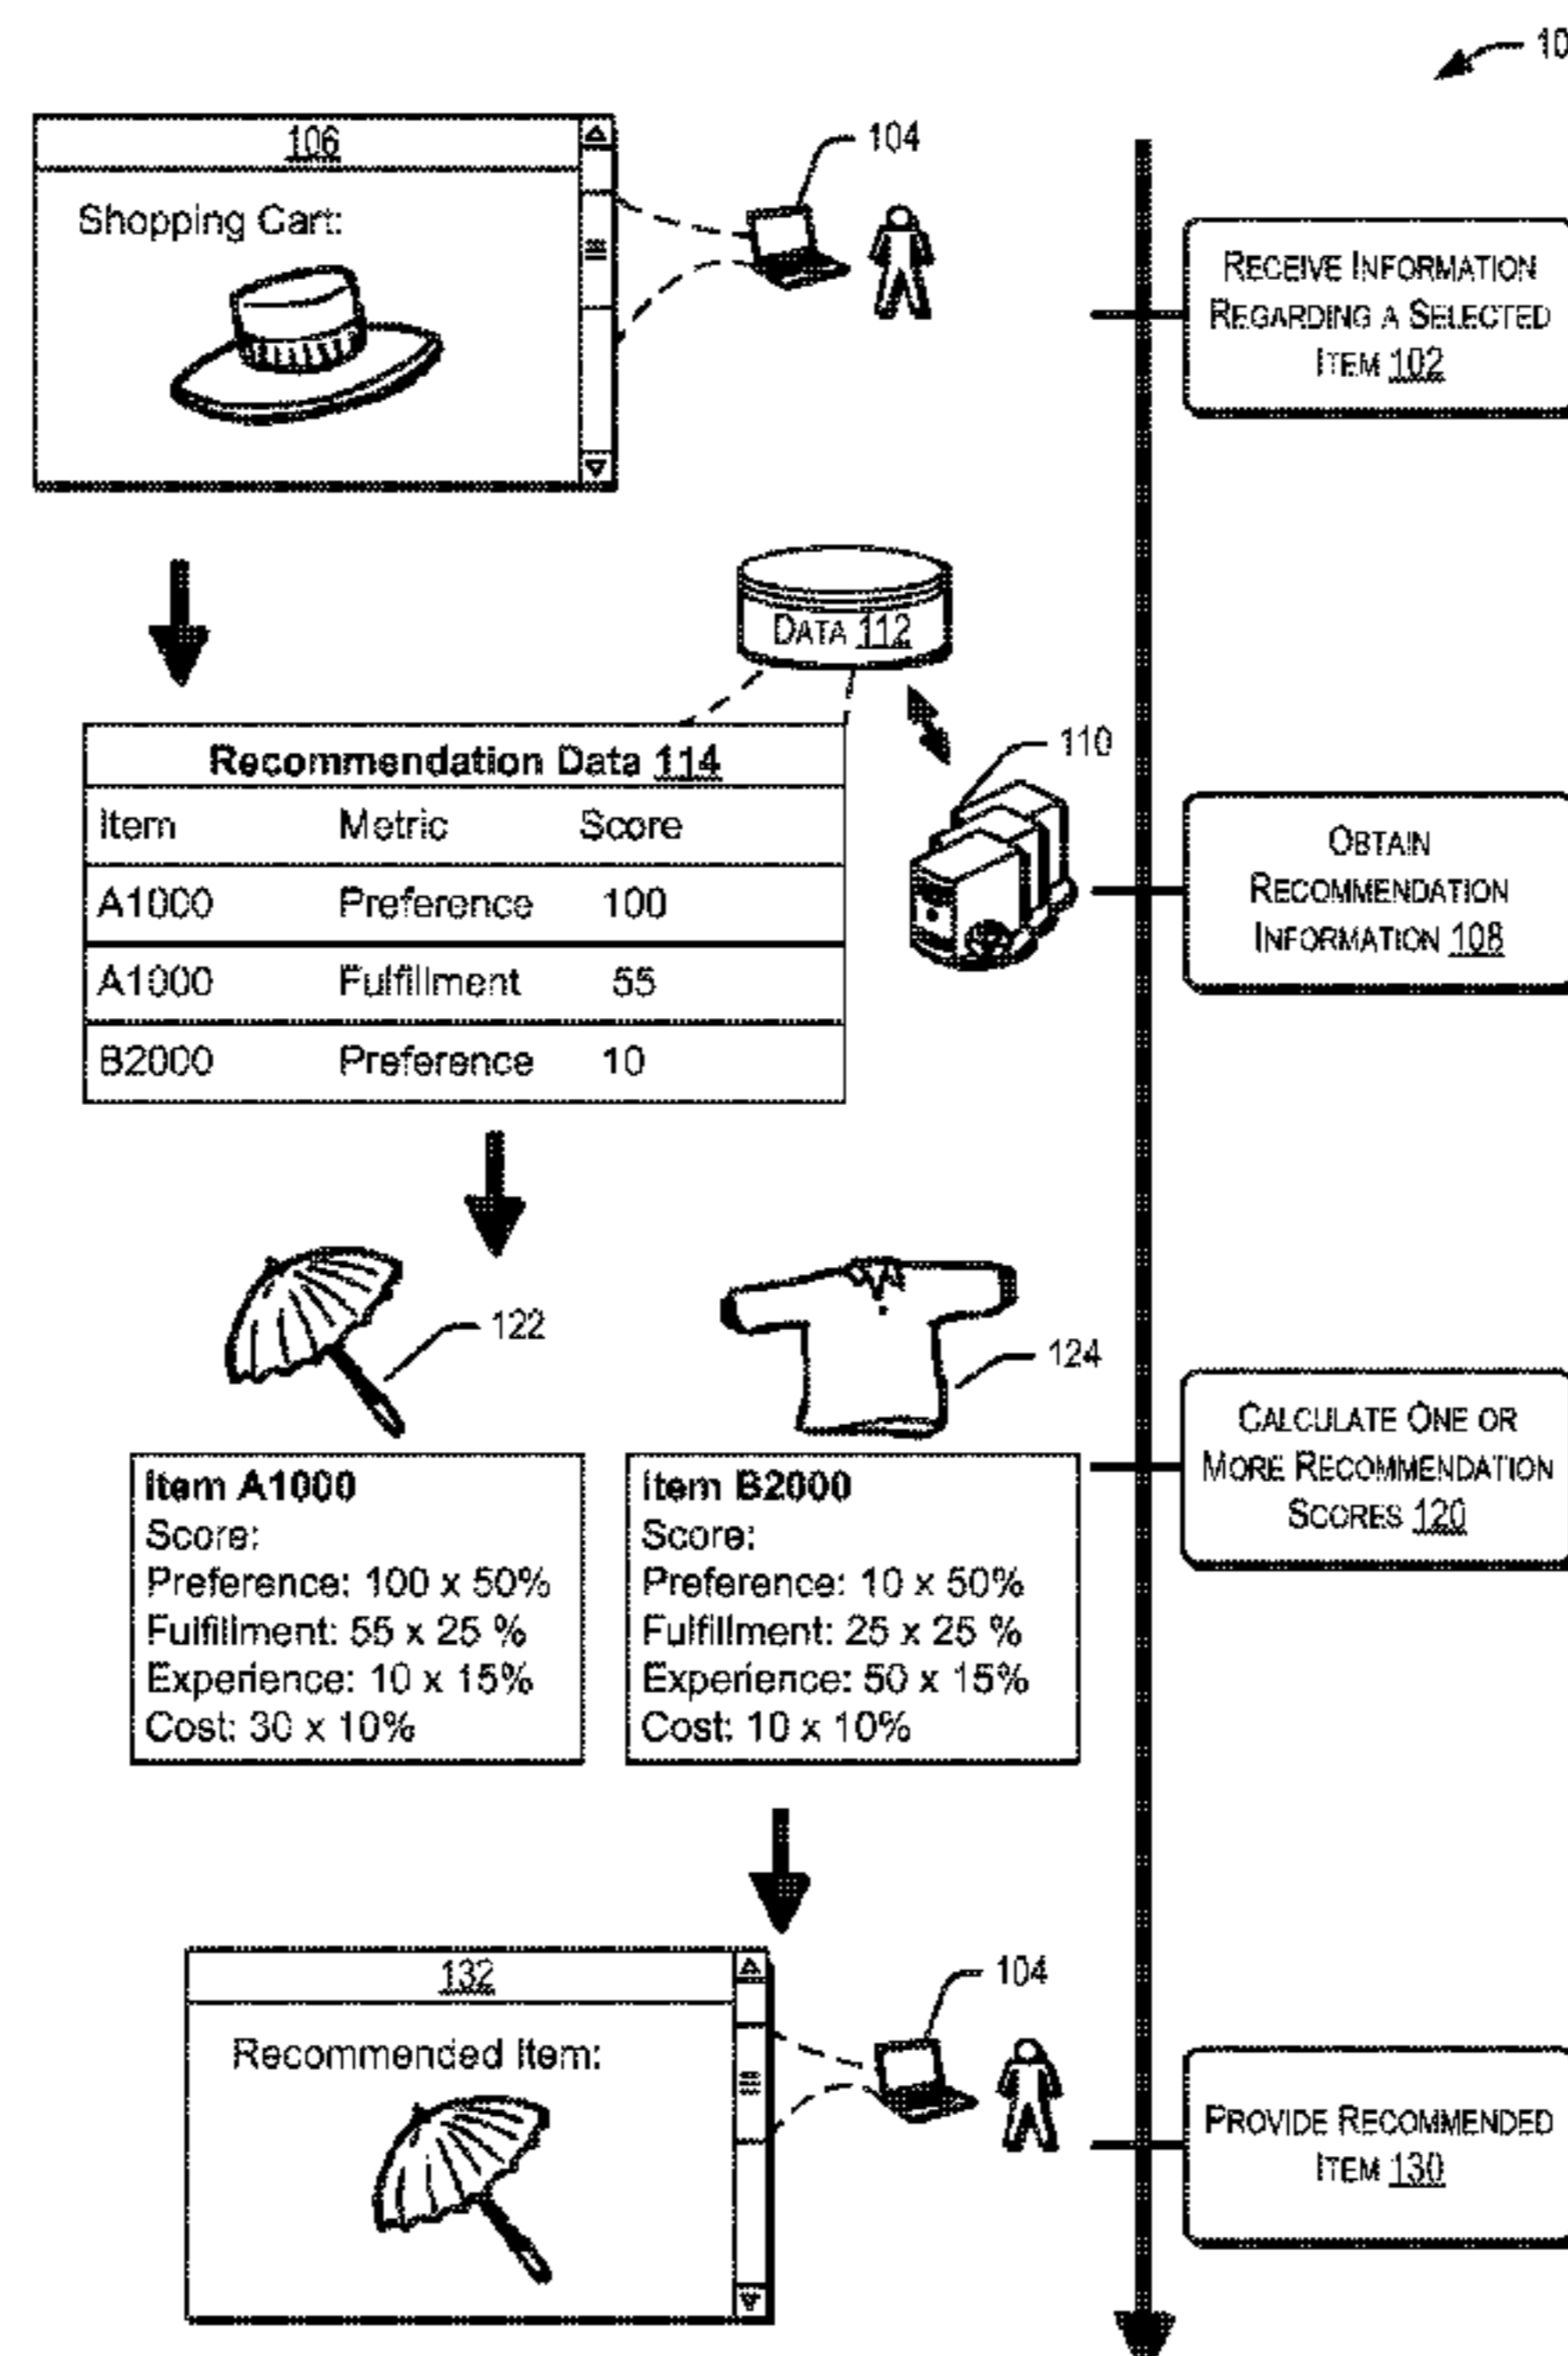 10
106
104
Shopping Cart:
RECEIVE INFORMATION
REGARDING A SELECTED
ITEM 102
DATA 112
110
Recommendation Data 114
Item Metric Score
A1000 Preference 100
A1000 Fulfillment 55
B2000 Preference 10
OBTAIN
RECOMMENDATION
INFORMATION 108
122
124
Item A1000
Score:
Preference: 100 x 50%
Fulfillment: 55 x 25 %
Experience: 10 x 15%
Cost: 30 x 10%
Item B2000
Score:
Preference: 10 x 50%
Fulfillment: 25 x 25 %
Experience: 50 x 15%
Cost: 10 x 10%
CALCULATE ONE OR
MORE RECOMMENDATION
SCORES 120
132
104
Recommended Item:
PROVIDE RECOMMENDED
ITEM 130